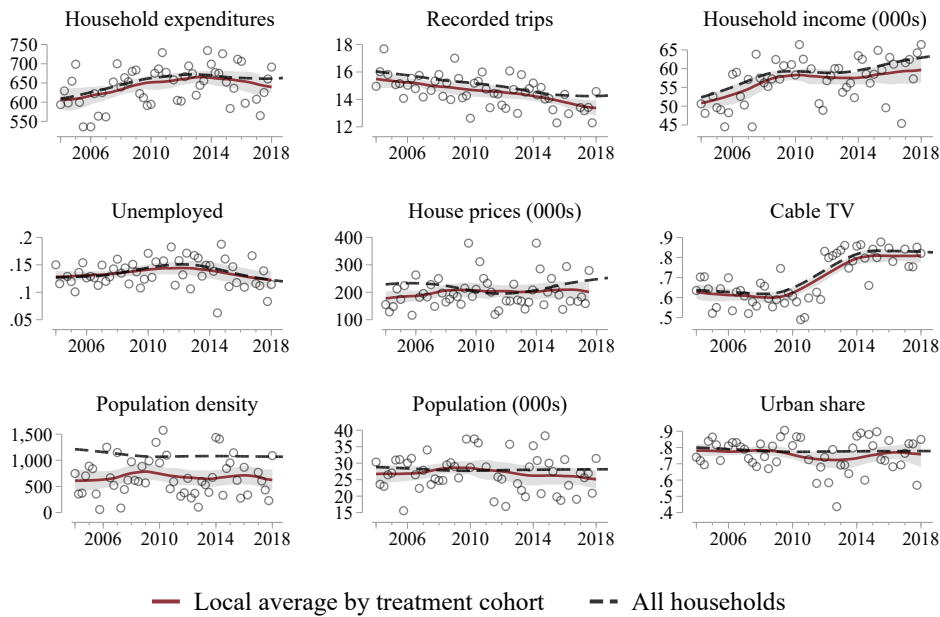 Household expenditures
750
700
650
600
550
2006 2010 2014 2018
Recorded trips
18
16
14
12
2006 2010 2014 2018
Household income (000s)
65
60
55
50
45
2006 2010 2014 2018
Unemployed
.2
.15
.1
.05
2006 2010 2014 2018
House prices (000s)
400
300
200
100
2006 2010 2014 2018
Cable TV
.9
.8
.7
.6
.5
2006 2010 2014 2018
Population density
1,500
1,000
500
0
2006 2010 2014 2018
Population (000s)
40
35
30
25
20
15
2006 2010 2014 2018
Urban share
.9
.8
.7
.6
.5
.4
2006 2010 2014 2018
Local average by treatment cohort
All households